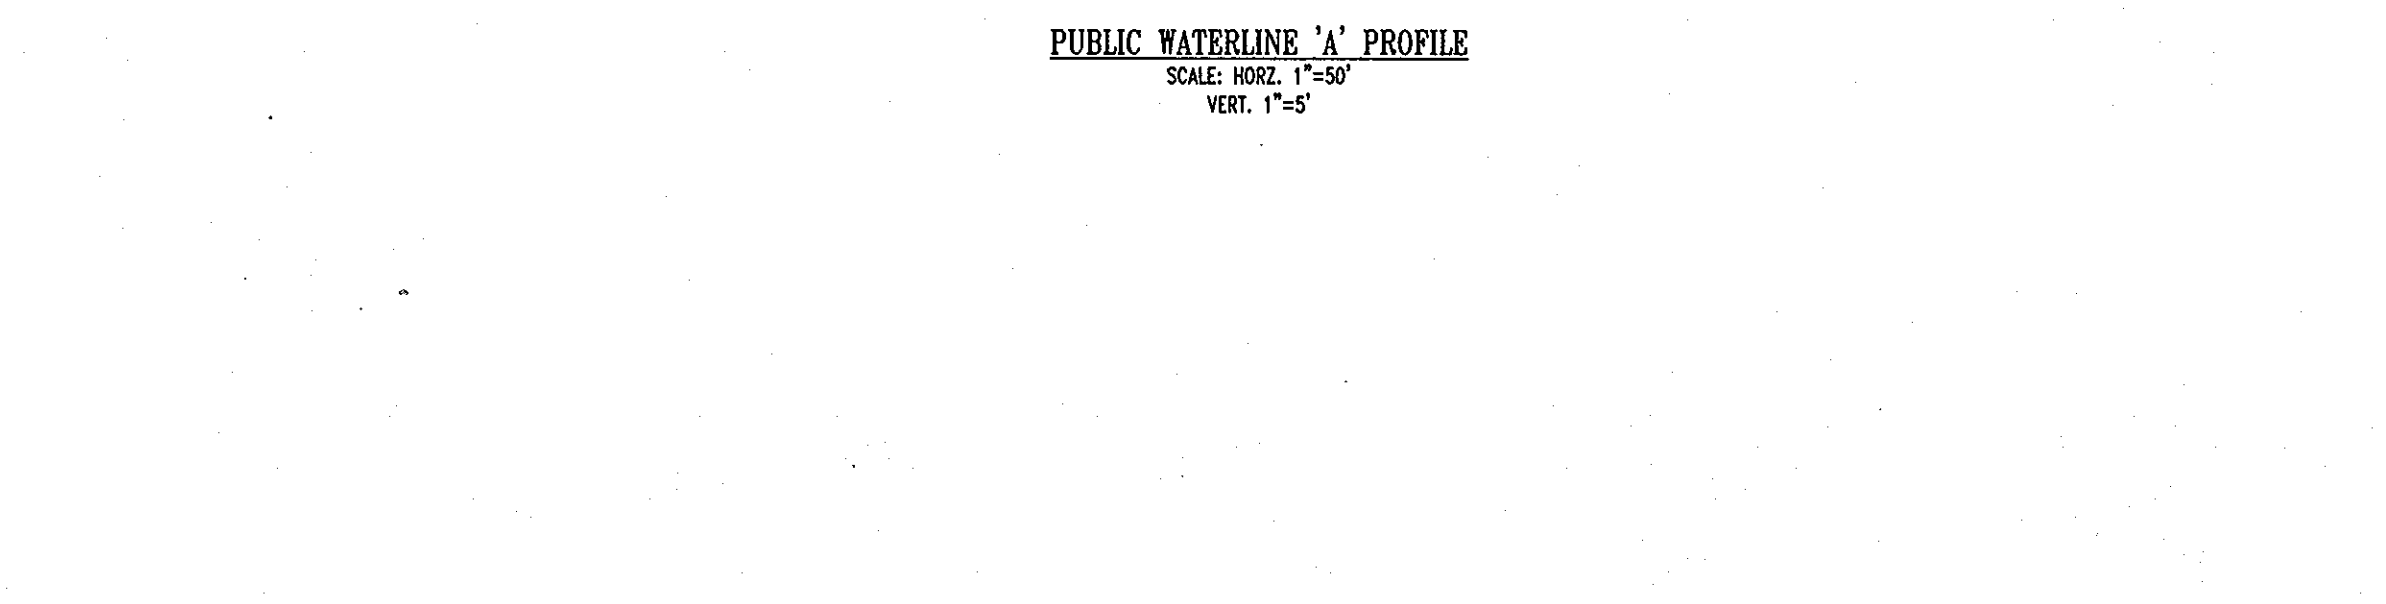 PUBLIC WATERLINE 'A' PROFILE
SCALE: HORZ. 1"=50'
VERT. 1"=5'